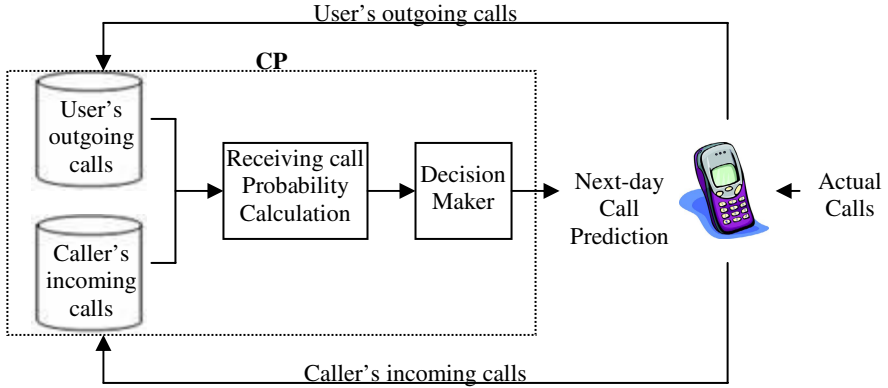 User's outgoing calls
CP
User's
outgoing
calls
Receiving call
Probability
Calculation
Decision
Maker
Next-day
Call
Prediction
Actual
Calls
Caller's
incoming
calls
Caller's incoming calls